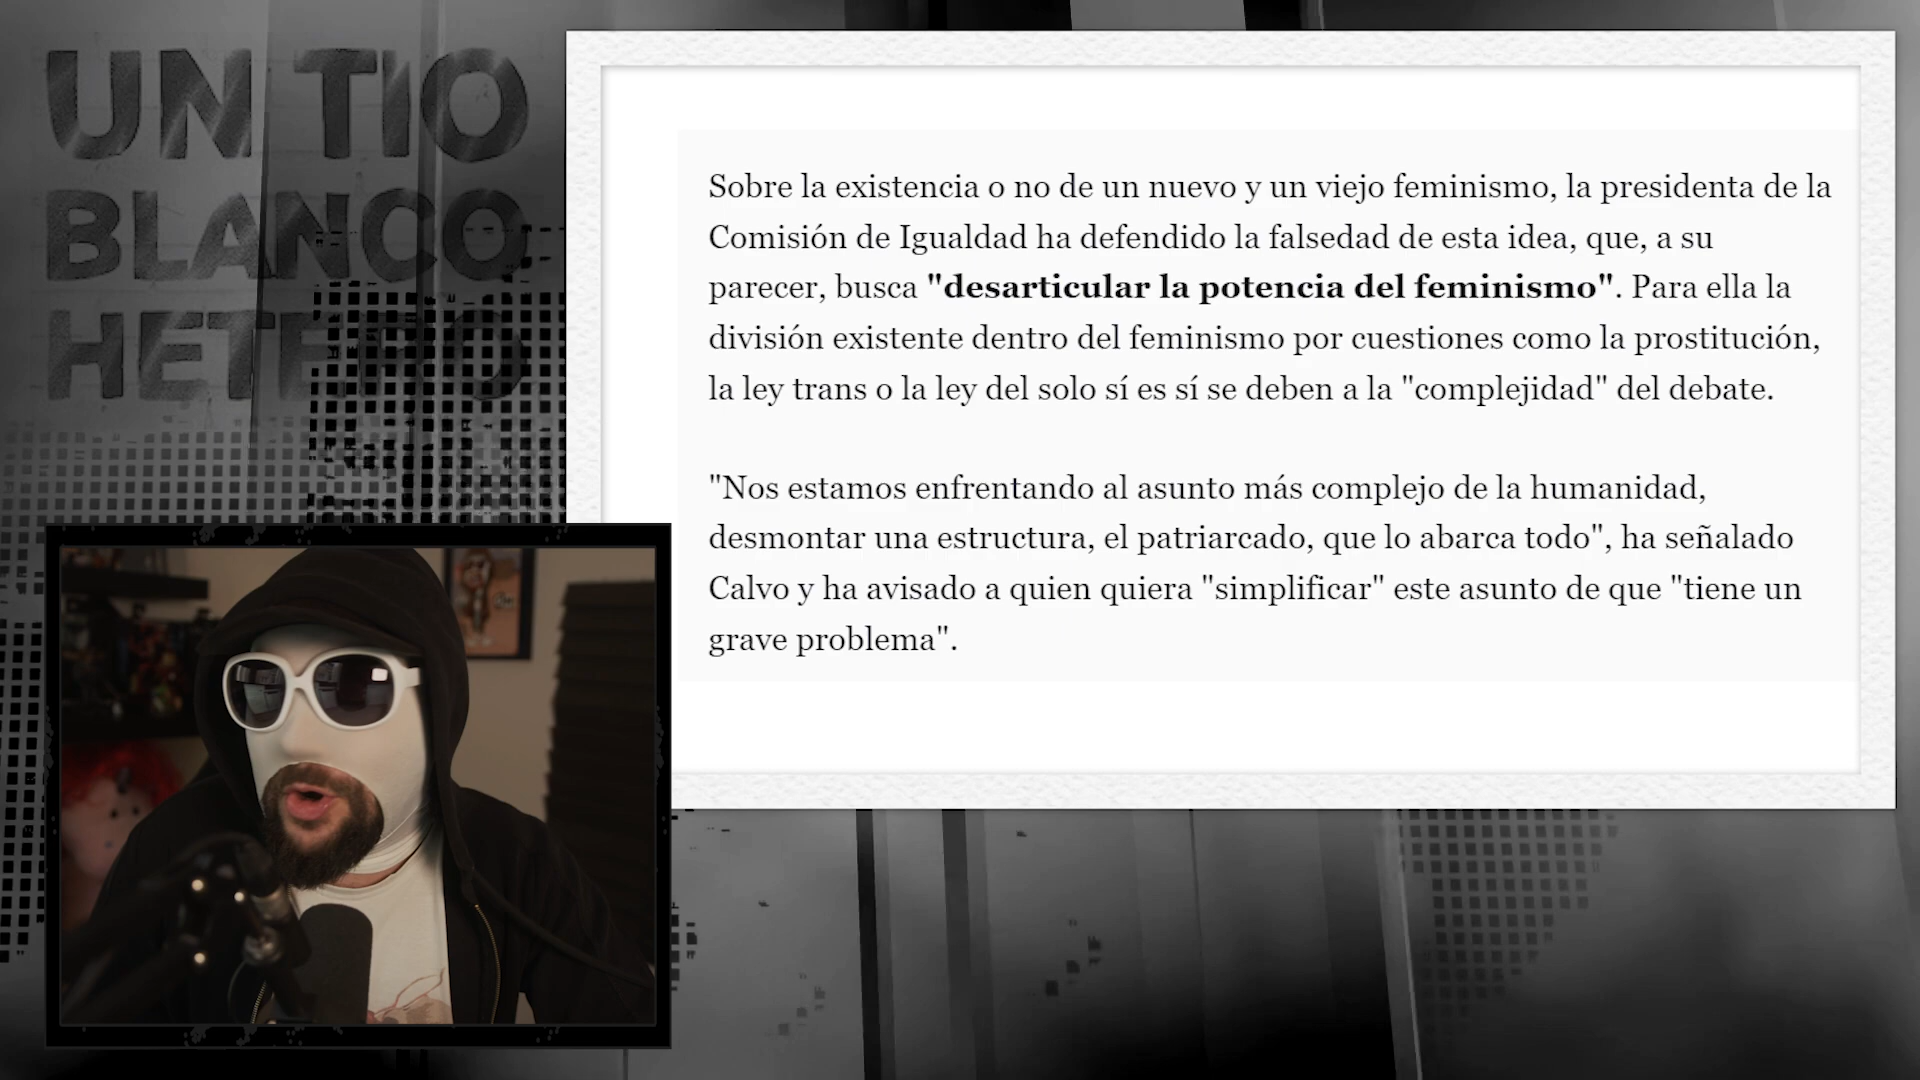 UN TIO
BLANCO
HETERO
Sobre la existencia o no de un nuevo y un viejo feminismo, la presidenta de la
Comisión de Igualdad ha defendido la falsedad de esta idea, que, a su
parecer, busca "desarticular la potencia del feminismo". Para ella la
división existente dentro del feminismo por cuestiones como la prostitución,
la ley trans o la ley del solo sí es sí se deben a la "complejidad" del debate.
"Nos estamos enfrentando al asunto más complejo de la humanidad,
desmontar una estructura, el patriarcado, que lo abarca todo", ha señalado
Calvo y ha avisado a quien quiera "simplificar" este asunto de que "tiene un
grave problema".